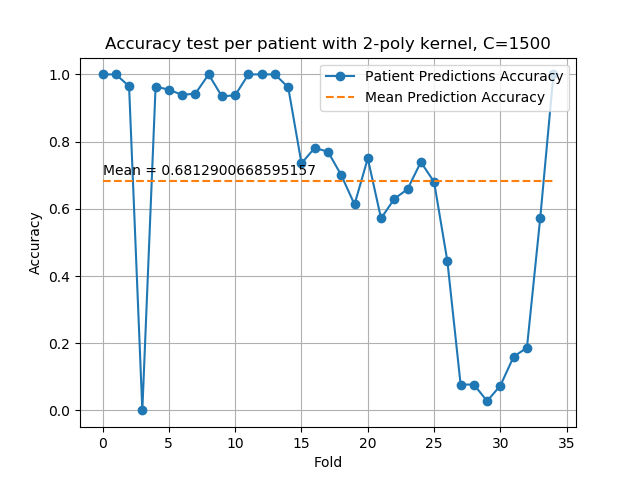 Accuracy test per patient with 2-poly kernel, C=1500
Patient Predictions Accuracy
Mean Prediction Accuracy
Mean = 0.6812900668595157
1.0
0.8
0.6
0.4
0.2
0.0
Accuracy
0 5 10 15 20 25 30 35
Fold